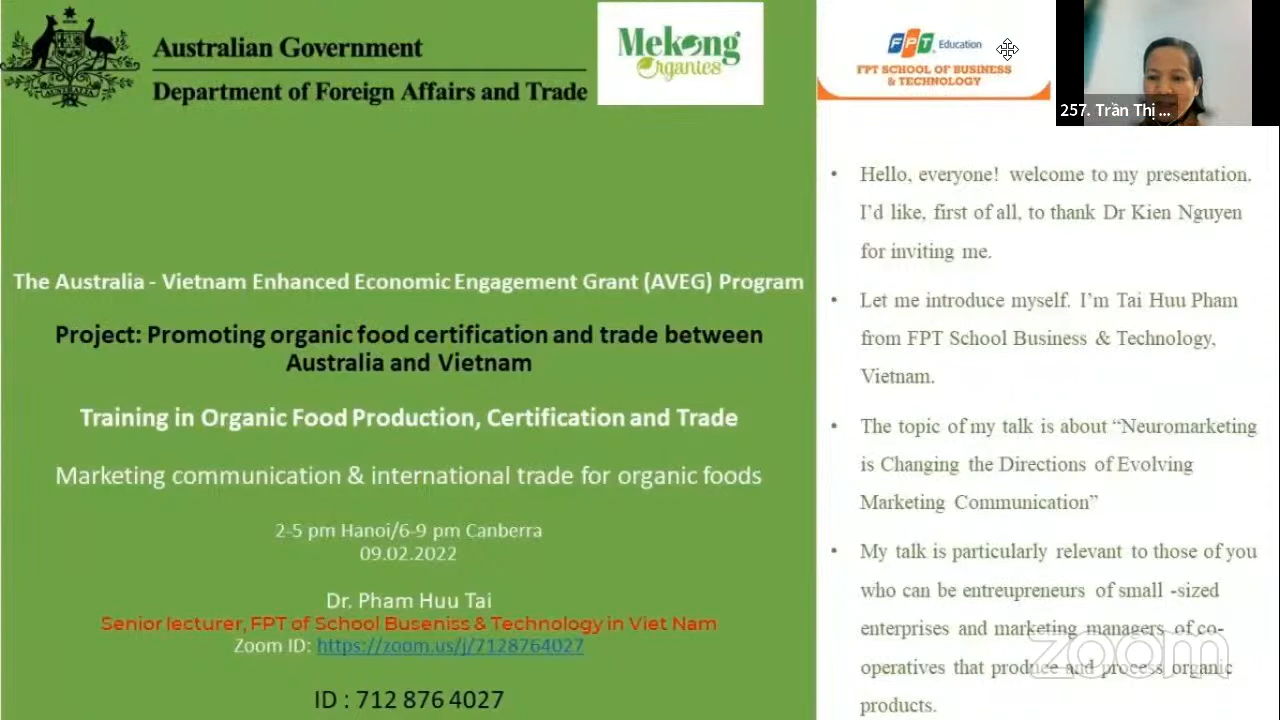 Australian Government
Department of Foreign Affairs and Trade
Mekong
Organics
FPT Education
FPT SCHOOL OF BUSINESS
& TECHNOLOGY
257. Trần Thị ...
The Australia - Vietnam Enhanced Economic Engagement Grant (AVEG) Program
Project: Promoting organic food certification and trade between
Australia and Vietnam
Training in Organic Food Production, Certification and Trade
Marketing communication & international trade for organic foods
2-5 pm Hanoi/6-9 pm Canberra
09.02.2022
Dr. Pham Huu Tai
Senior lecturer, FPT of School Buseniss & Technology in Viet Nam
Zoom ID: https://zoom.us/j/7128764027
ID : 712 876 4027
• Hello, everyone! welcome to my presentation.
I'd like, first of all, to thank Dr Kien Nguyen
for inviting me.
• Let me introduce myself. I'm Tai Huu Pham
from FPT School Business & Technology,
Vietnam.
• The topic of my talk is about “Neuromarketing
is Changing the Directions of Evolving
Marketing Communication”
• My talk is particularly relevant to those of you
who can be entreupreneurs of small -sized
enterprises and marketing managers of co-
operatives that produce and process organic
products.
zoom